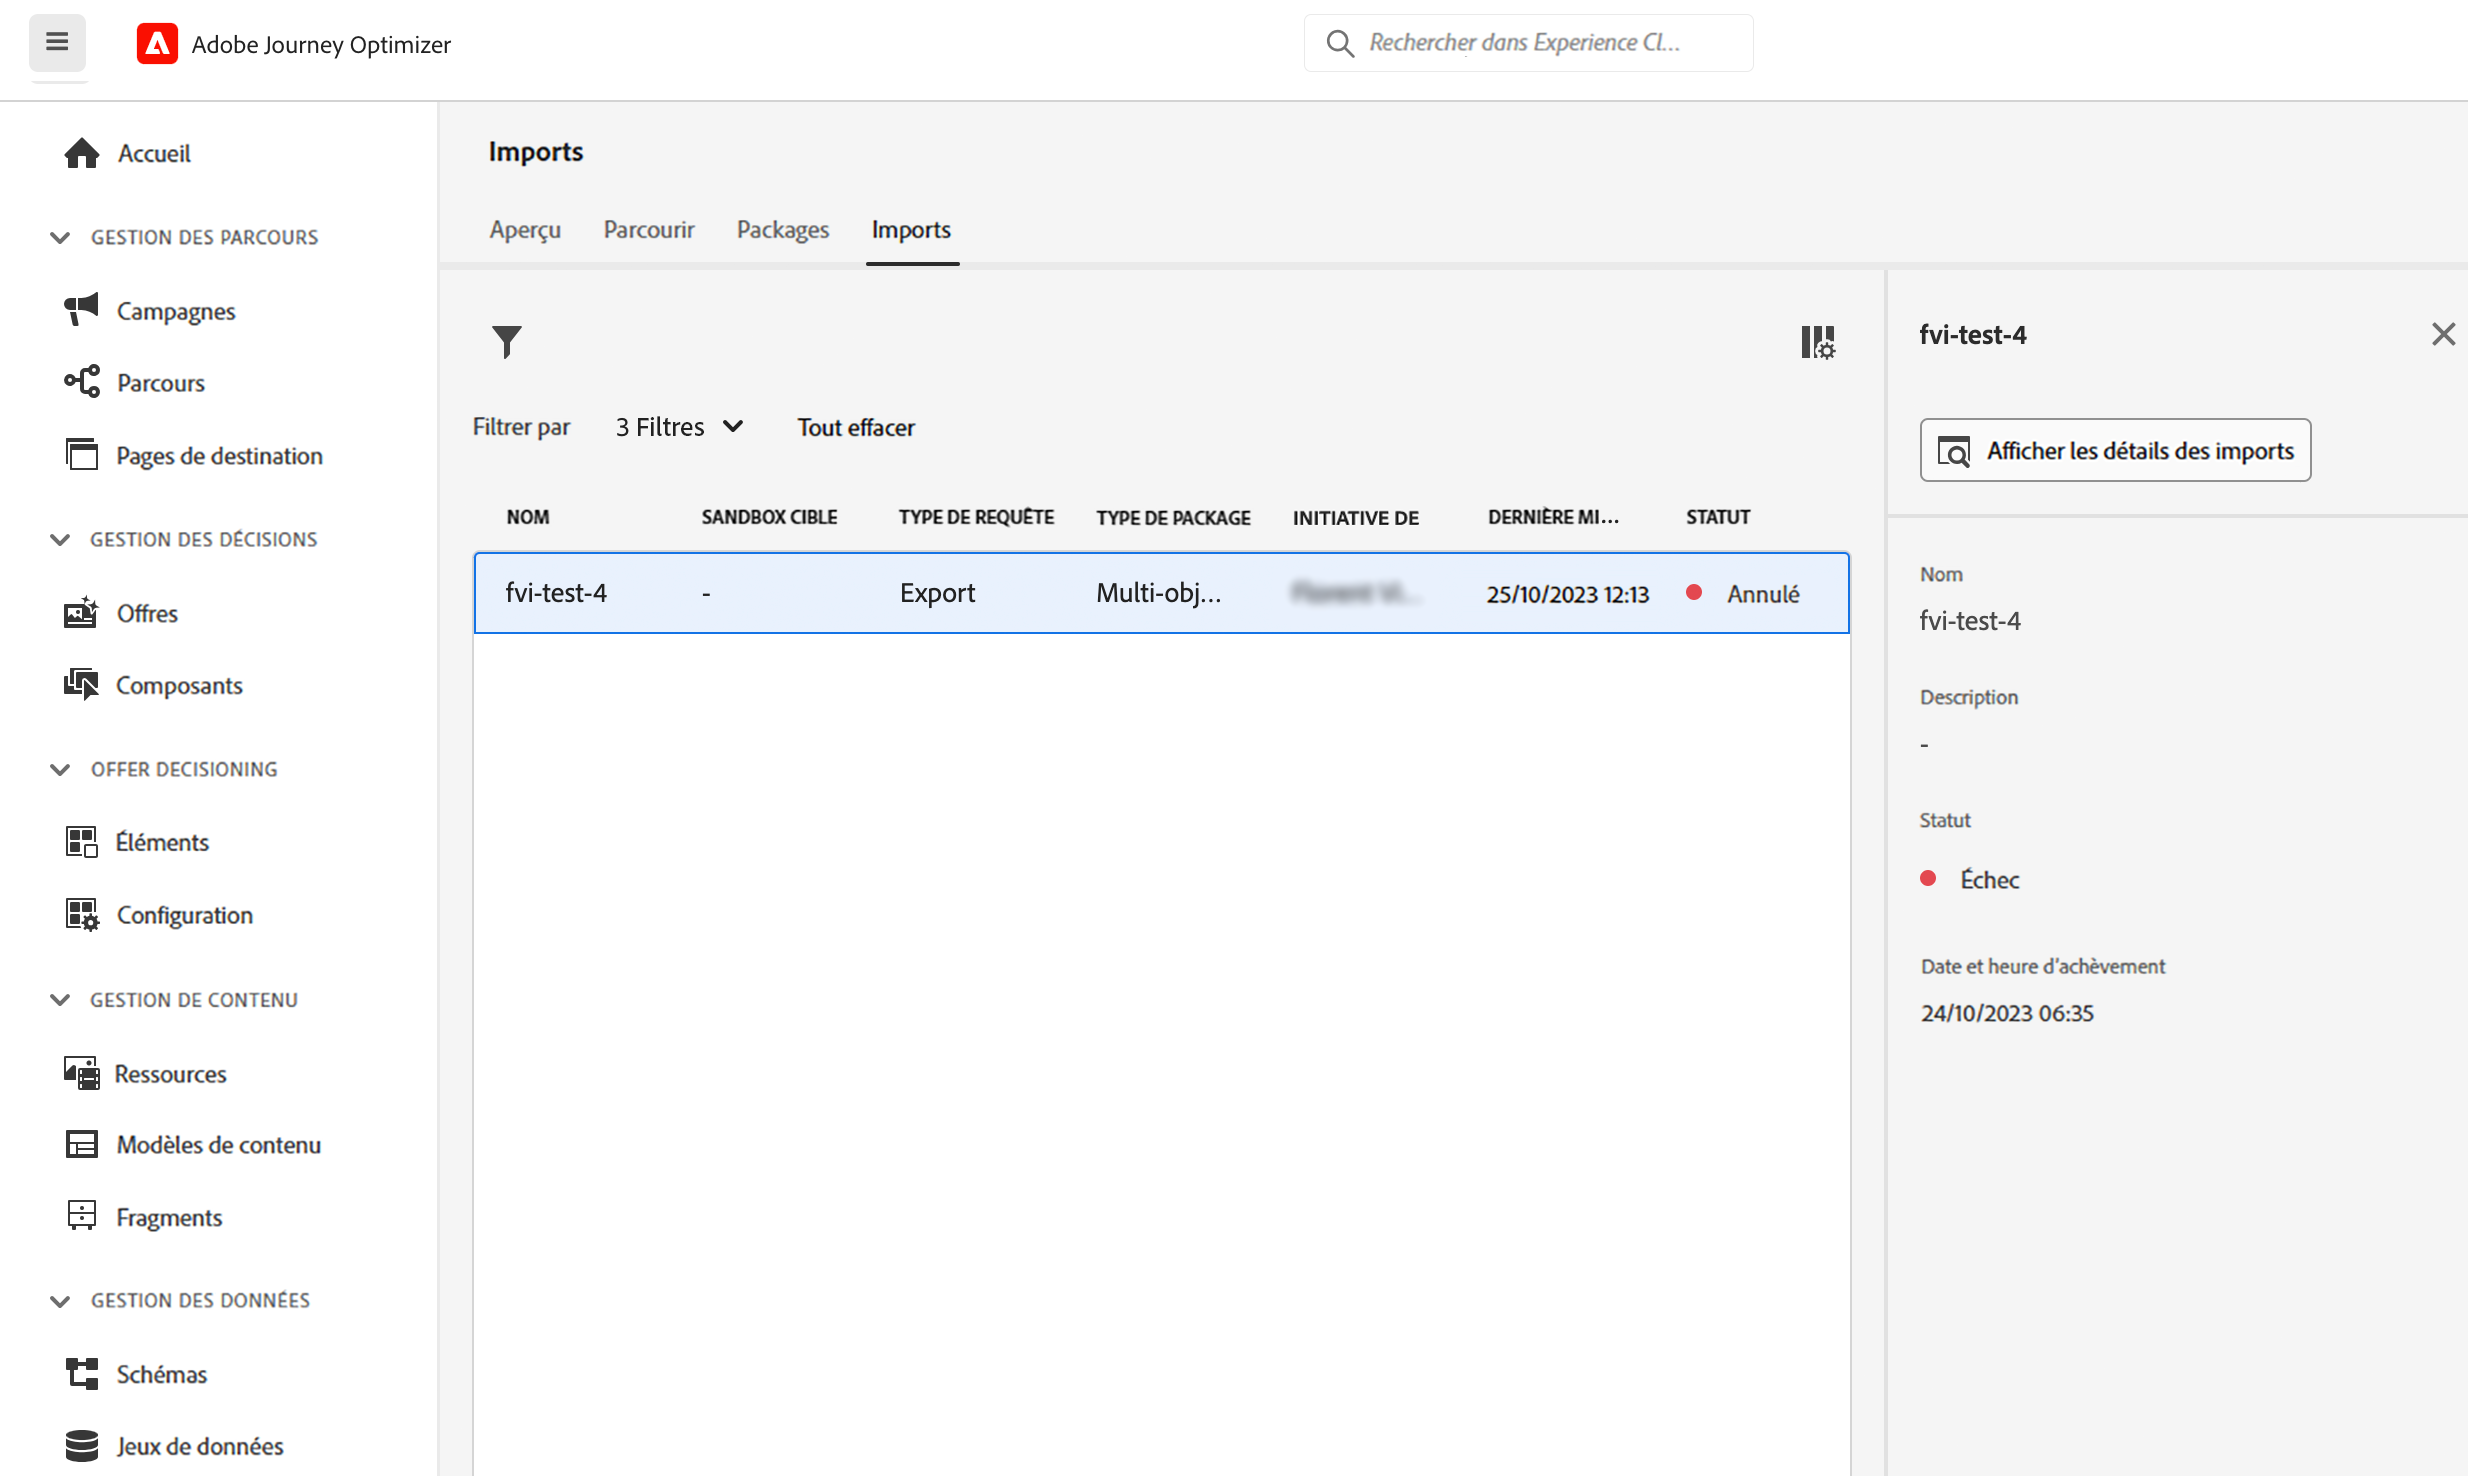 Adobe Journey Optimizer
Rechercher dans Experience Cl...
Accueil
GESTION DES PARCOURS
Campagnes
Parcours
Pages de destination
GESTION DES DÉCISIONS
Offres
Composants
OFFER DECISIONING
Éléments
Configuration
GESTION DE CONTENU
Ressources
Modèles de contenu
Fragments
GESTION DES DONNÉES
Schémas
Jeux de données
Imports
Aperçu Parcourir Packages Imports
Filtrer par 3 Filtres Tout effacer
NOM SANDBOX CIBLE TYPE DE REQUÊTE TYPE DE PACKAGE INITIATIVE DE DERNIÈRE MI... STATUT
fvi-test-4 - Export Multi-obj... 25/10/2023 12:13 Annulé
fvi-test-4
Afficher les détails des imports
Nom
fvi-test-4
Description
-
Statut
Échec
Date et heure d'achèvement
24/10/2023 06:35